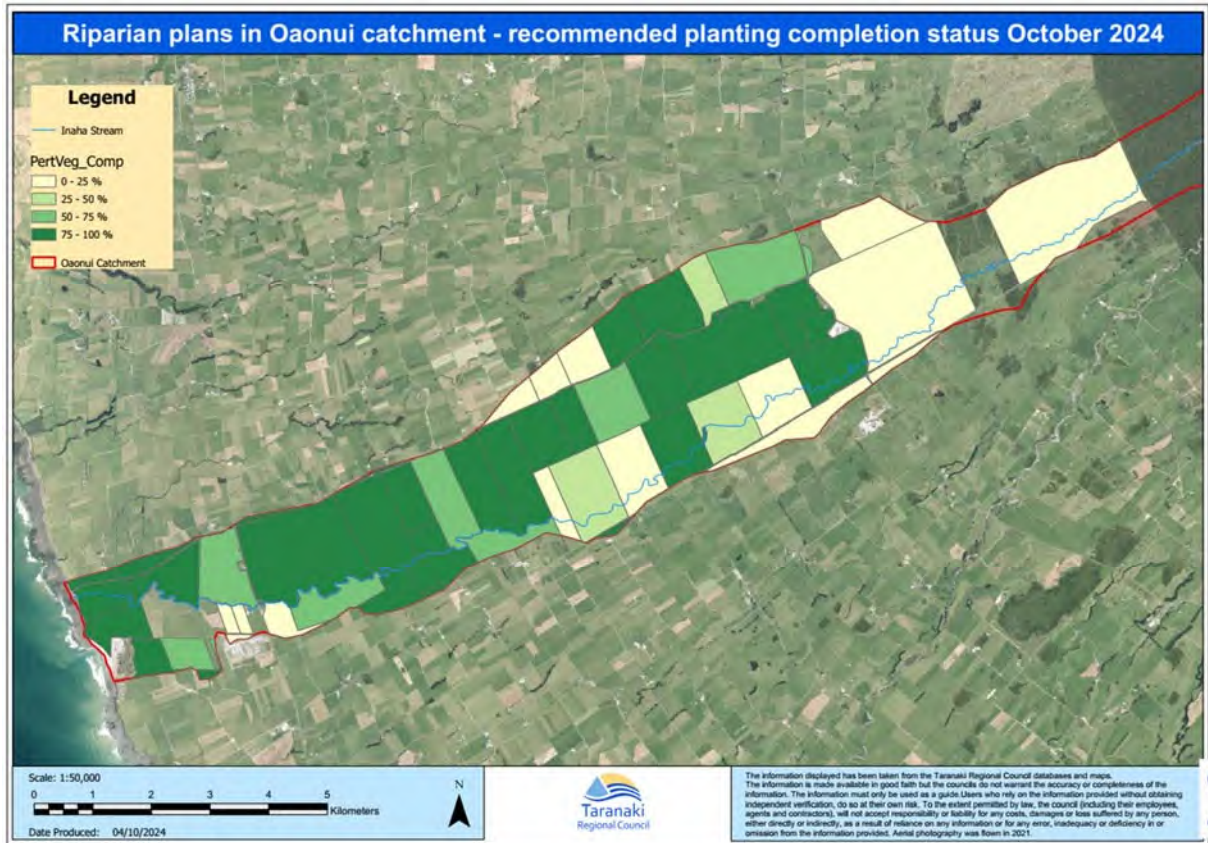 Riparian plans in Oaonui catchment - recommended planting completion status October 2024
Legend
Inaha Stream
PertVeg_Comp
0 - 25 %
25 - 50 %
50 - 75 %
75 - 100 %
Oaonui Catchment
Scale: 1:50,000
0 1 2 3 4 5
Kilometers
Date Produced: 04/10/2024
N
Taranaki
Regional Council
The information displayed has been taken from the Taranaki Regional Council databases and maps.
The information is made available in good faith but the councils do not warrant the accuracy or completeness of the
information. The information must only be used as a guide.Users who rely on the information provided without obtaining
independent verification, do so at their own risk. To the extent permitted by law, the council (including their employees,
agents and contractors), will not accept responsibility or liability for any costs, damages or loss suffered by any person,
either directly or indirectly, as a result of reliance on any information or for any error, inadequacy or deficiency in or
omission from the information provided. Aerial photography was flown in 2021.